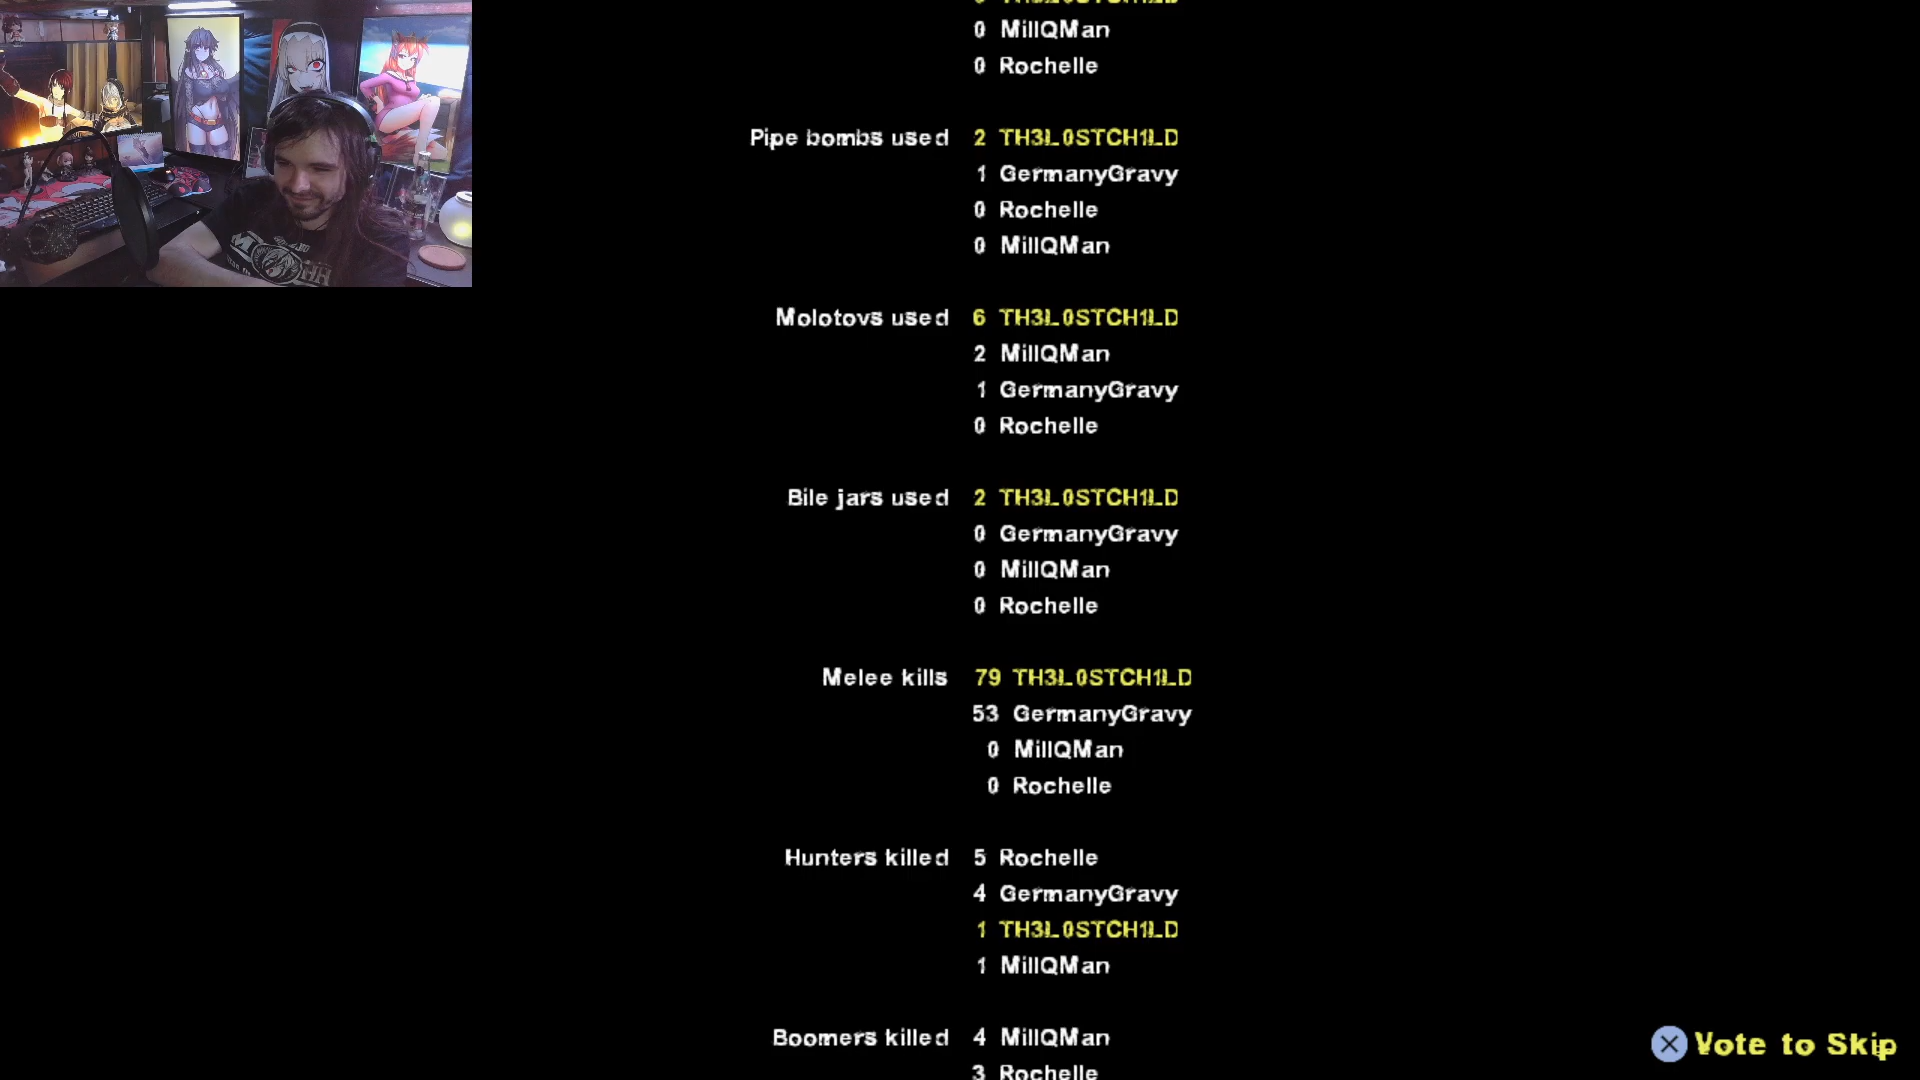 0 MillQMan
0 Rochelle
Pipe bombs used 2 TH3L0STCH1LD
1 GermanyGravy
0 Rochelle
0 MillQMan
Molotovs used 6 TH3L0STCH1LD
2 MillQMan
1 GermanyGravy
0 Rochelle
Bile jars used 2 TH3L0STCH1LD
0 GermanyGravy
0 MillQMan
0 Rochelle
Melee kills 79 TH3L0STCH1LD
53 GermanyGravy
0 MillQMan
0 Rochelle
Hunters killed 5 Rochelle
4 GermanyGravy
1 TH3L0STCH1LD
1 MillQMan
Boomers killed 4 MillQMan
3 Rochelle
Vote to Skip